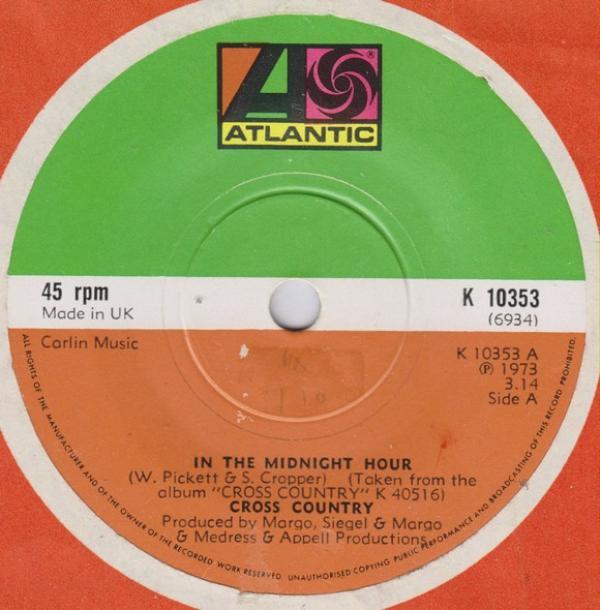 ATLANTIC
®
45 rpm
Made in UK
K 10353
(6934)
Carlin Music
K 10353 A
℗ 1973
3.14
Side A
IN THE MIDNIGHT HOUR
(W. Pickett & S. Cropper) (Taken from the
album "CROSS COUNTRY" K 40516)
CROSS COUNTRY
Produced by Margo, Siegel & Margo
& Medress & Appell Productions
ALL RIGHTS OF THE MANUFACTURER AND OF THE OWNER OF THE RECORDED WORK RESERVED. UNAUTHORISED COPYING PUBLIC PERFORMANCE AND BROADCASTING OF THIS RECORD PROHIBITED.